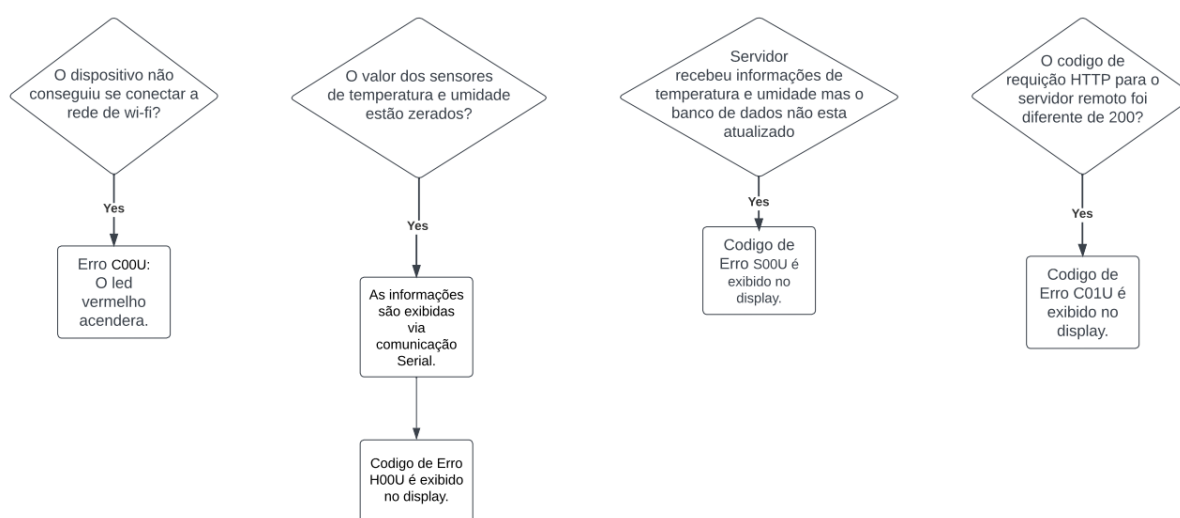 O dispositivo não
conseguiu se conectar a
rede de wi-fi?
Yes
Erro C00U:
O led
vermelho
acendera.
O valor dos sensores
de temperatura e umidade
estão zerados?
Yes
As informações
são exibidas
via
comunicação
Serial.
Codigo de Erro
H00U é exibido
no display.
Servidor
recebeu informações de
temperatura e umidade mas o
banco de dados não esta
atualizado
Yes
Codigo de
Erro S00U é
exibido no
display.
O codigo de
requição HTTP para o
servidor remoto foi
diferente de 200?
Yes
Codigo de
Erro C01U é
exibido no
display.